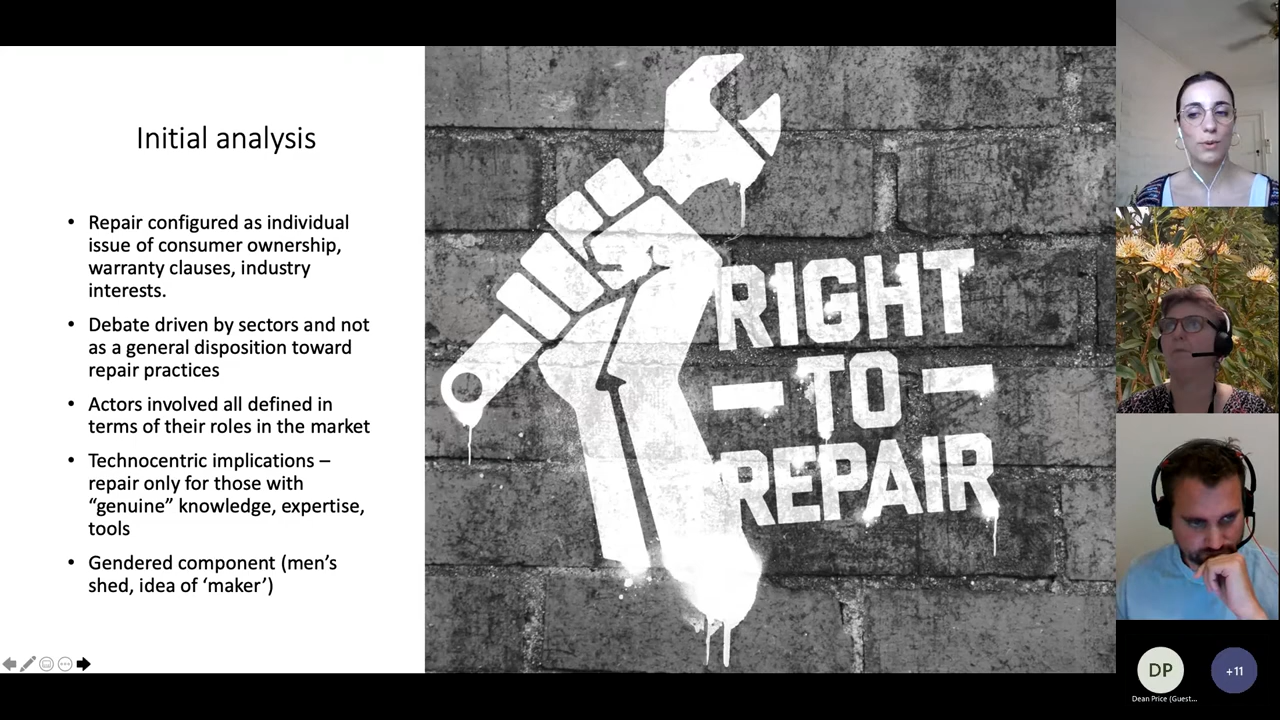 Initial analysis
• Repair configured as individual
issue of consumer ownership,
warranty clauses, industry
interests.
• Debate driven by sectors and not
as a general disposition toward
repair practices
• Actors involved all defined in
terms of their roles in the market
• Technocentric implications –
repair only for those with
“genuine” knowledge, expertise,
tools
• Gendered component (men’s
shed, idea of ‘maker’)
RIGHT
TO
REPAIR
DP
+11
Dean Price (Guest...